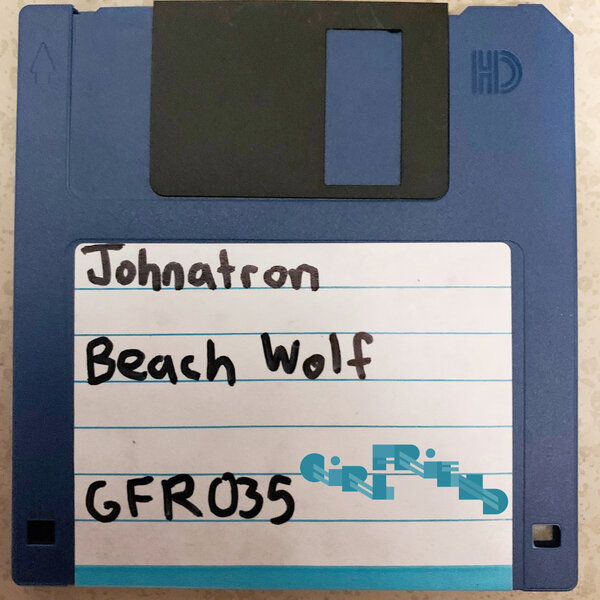 HD
Johnatron
Beach Wolf
GFR035
GiRLFRiEND